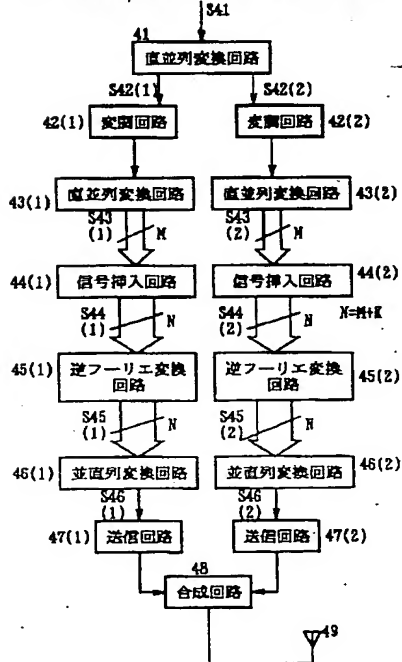 S41
41
直並列変換回路
S42(1)
S42(2)
42(1)
変調回路
変調回路
42(2)
43(1)
直並列変換回路
直並列変換回路
43(2)
S43
(1)
M
S43
(2)
M
44(1)
信号挿入回路
信号挿入回路
44(2)
S44
(1)
N
S44
(2)
N
N=M+K
45(1)
逆フーリエ変換
回路
逆フーリエ変換
回路
45(2)
S45
(1)
N
S45
(2)
N
46(1)
並直列変換回路
並直列変換回路
46(2)
S46
(1)
S46
(2)
47(1)
送信回路
送信回路
47(2)
48
合成回路
49